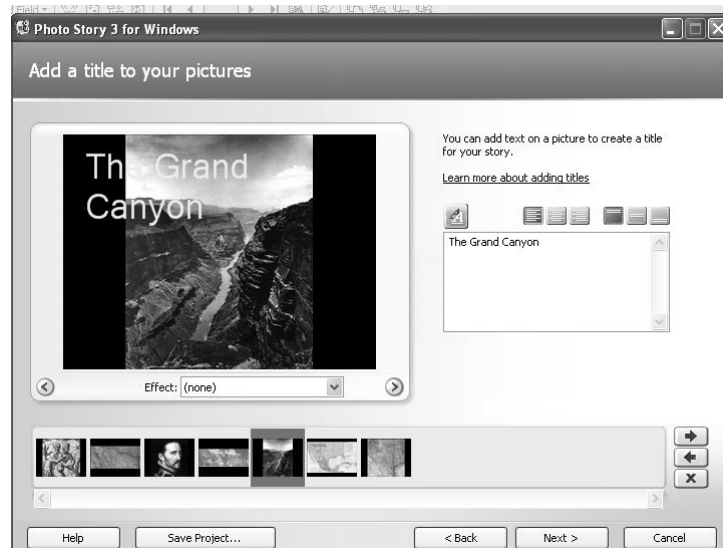 Field
Photo Story 3 for Windows
Add a title to your pictures
The Grand
Canyon
You can add text on a picture to create a title
for your story.
Learn more about adding titles
The Grand Canyon
Effect: (none)
Help
Save Project...
< Back
Next >
Cancel